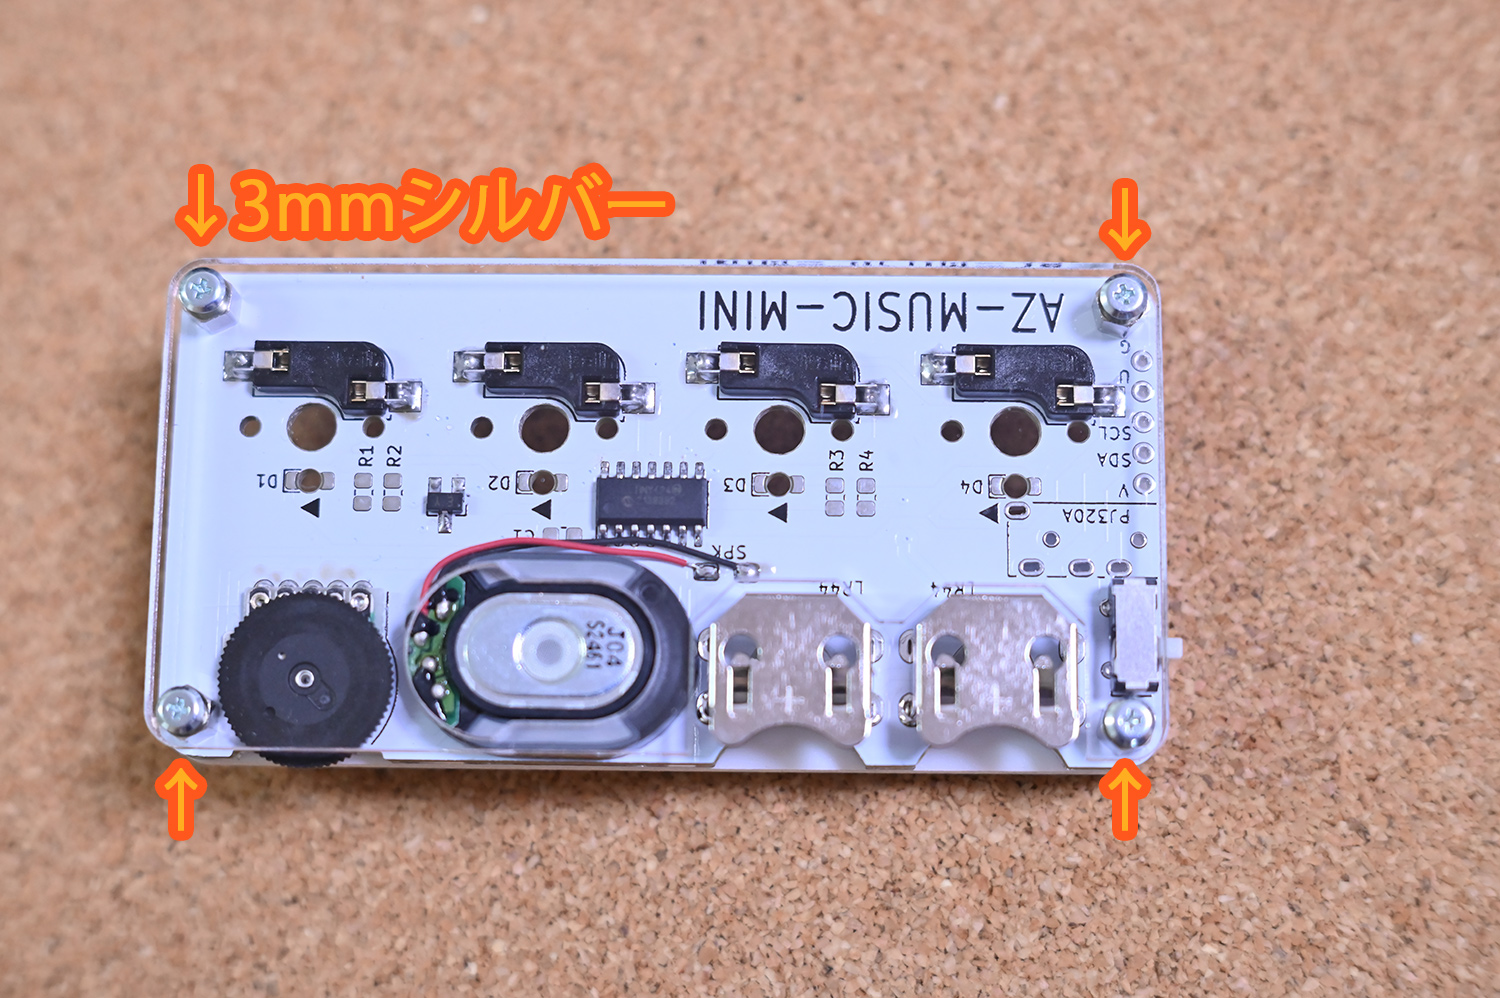 ↓3mmシルバー
↓
AZ-MUSIC-MINI
G
U
SCL
SDA
V
D1
R1
R2
D2
D3
R3
R4
D4
PJ320A
C1
SPK
LR44
LR44
J04
S2461
↑
↑